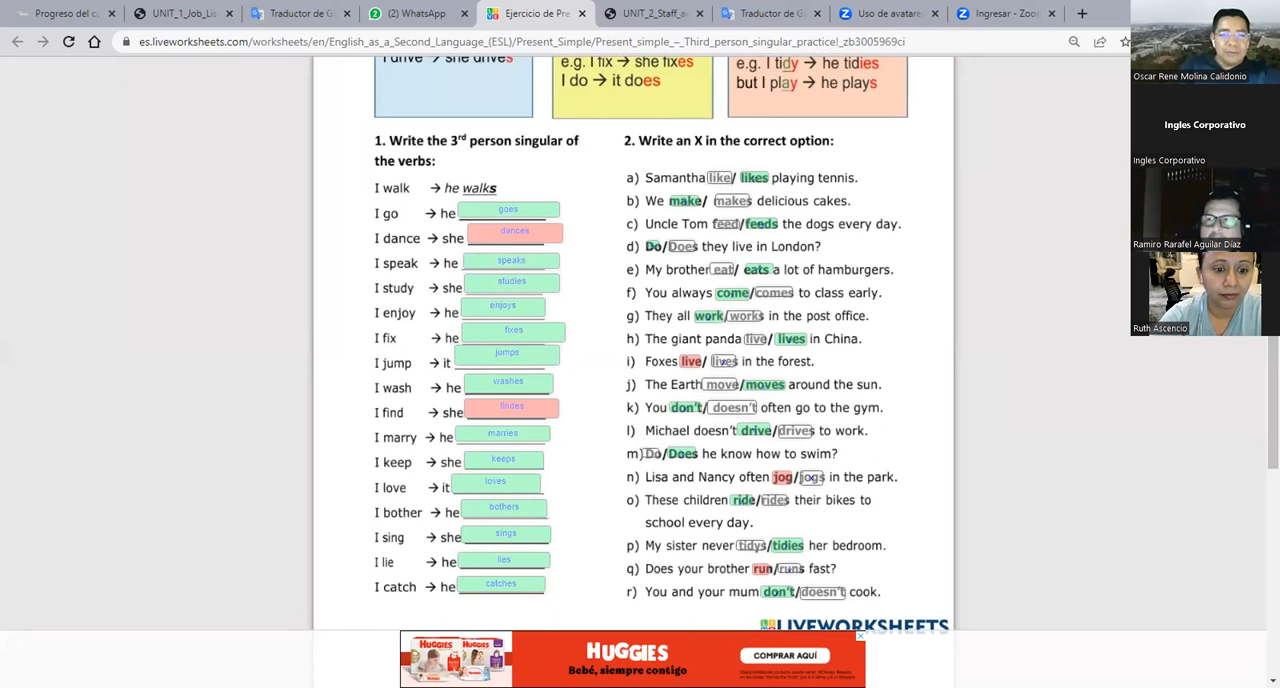 Progreso del cu
UNIT_1_Job_Lis
Traductor de G
(2) WhatsApp
Ejercicio de Pre
UNIT_2_Staff_a
Traductor de G
Uso de avatare
Ingresar - Zoo
es.liveworksheets.com/worksheets/en/English_as_a_Second_Language_(ESL)/Present_Simple/Present_simple_–_Third_person_singular_practice!_zb3005969ci
I drive → she drives
e.g. I fix → she fixes
I do → it does
e.g. I tidy → he tidies
but I play → he plays
1. Write the 3rd person singular of
the verbs:
I walk → he walks
I go → he goes
I dance → she dances
I speak → he speaks
I study → she studies
I enjoy → he enjoys
I fix → he fixes
I jump → it jumps
I wash → he washes
I find → she findes
I marry → he marries
I keep → she keeps
I love → it loves
I bother → he bothers
I sing → she sings
I lie → he lies
I catch → he catches
2. Write an X in the correct option:
a) Samantha like/ likes playing tennis.
b) We make/ makes delicious cakes.
c) Uncle Tom feed/feeds the dogs every day.
d) Do/Does they live in London?
e) My brother eat/ eats a lot of hamburgers.
f) You always come/comes to class early.
g) They all work/works in the post office.
h) The giant panda live/ lives in China.
i) Foxes live/ lives in the forest.
j) The Earth move/moves around the sun.
k) You don't/ doesn't often go to the gym.
l) Michael doesn't drive/drives to work.
m) Do/Does he know how to swim?
n) Lisa and Nancy often jog/jogs in the park.
o) These children ride/rides their bikes to
school every day.
p) My sister never tidys/tidies her bedroom.
q) Does your brother run/runs fast?
r) You and your mum don't/doesn't cook.
LIVEWORKSHEETS
HUGGIES
Bebé, siempre contigo
COMPRAR AQUÍ
Oscar Rene Molina Calidonio
Ingles Corporativo
Ingles Corporativo
Ramiro Rararfel Aguilar Díaz
Ruth Ascencio